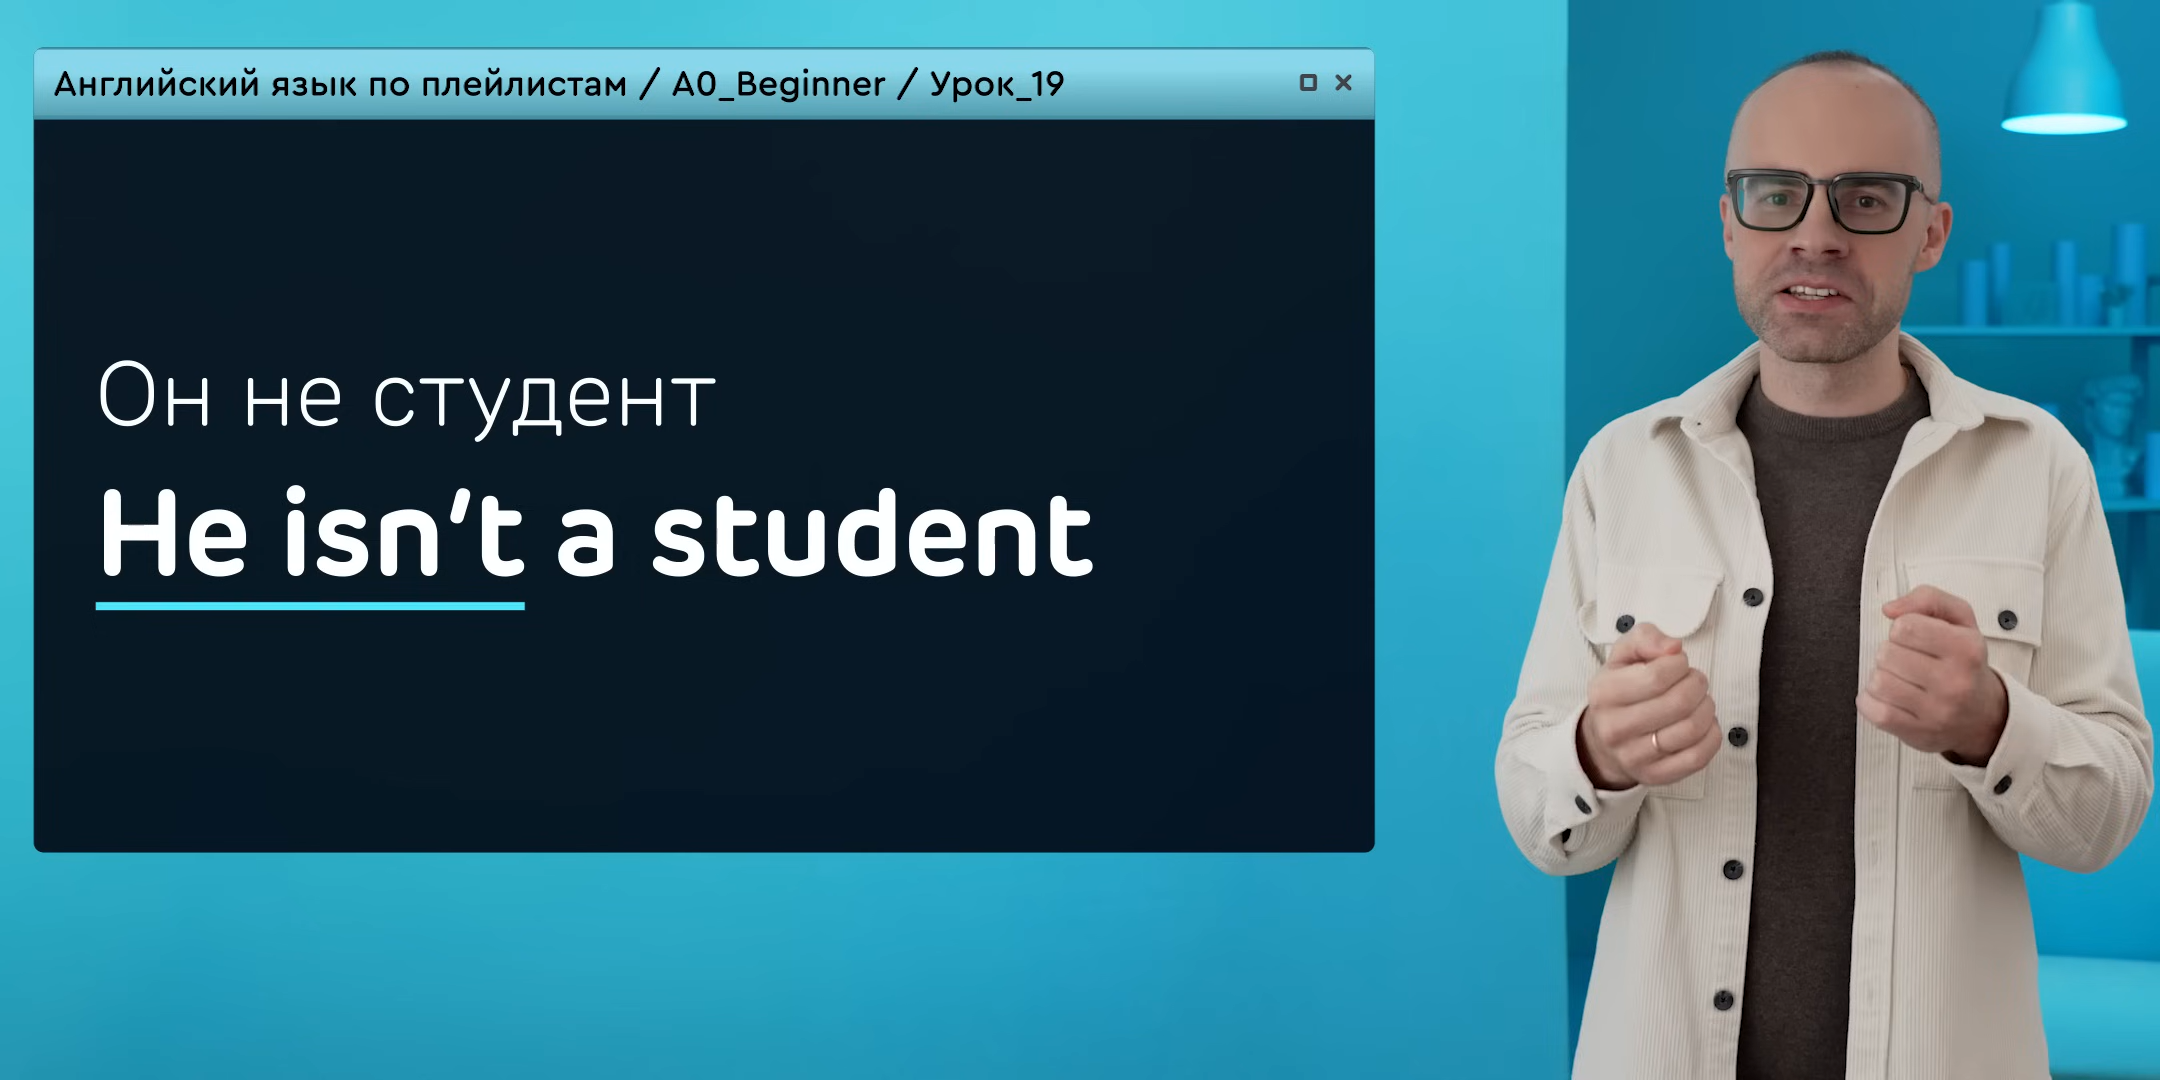 Английский язык по плейлистам / A0_Beginner / Урок_19
Он не студент
He isn’t a student